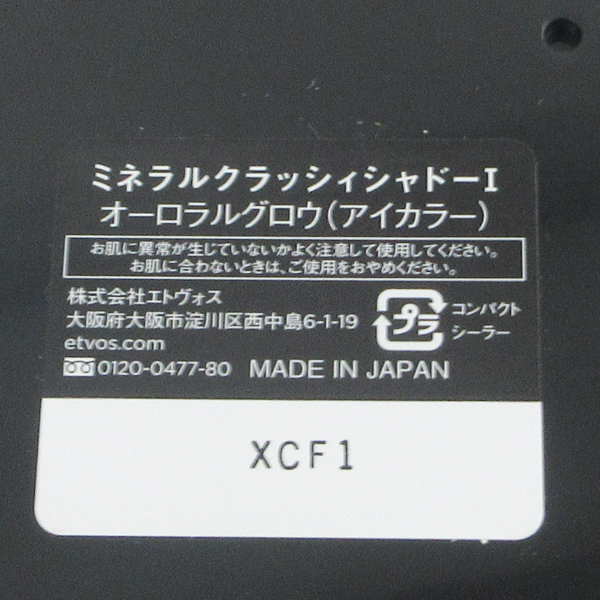 ミネラルクラッシィシャドーI
オーロラルグロウ(アイカラー)
お肌に異常が生じていないかよく注意して使用してください。
お肌に合わないときは、ご使用をおやめください。
株式会社エトヴォス
大阪府大阪市淀川区西中島6-1-19
etvos.com
0120-0477-80 MADE IN JAPAN
プラ
コンパクト
シーラー
XCF1